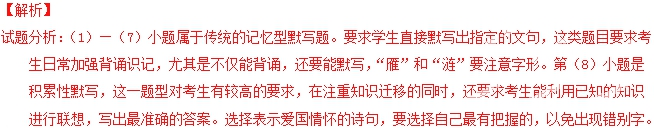 【解析】
试题分析：（1）—（7）小题属于传统的记忆型默写题。要求学生直接默写出指定的文句，这类题目要求考
生日常加强背诵识记，尤其是不仅能背诵，还要能默写，“雁”和“涟”要注意字形。第（8）小题是
积累性默写，这一题型对考生有较高的要求，在注重知识迁移的同时，还要求考生能利用已知的知识
进行联想，写出最准确的答案。选择表示爱国情怀的诗句，要选择自己最有把握的，以免出现错别字。